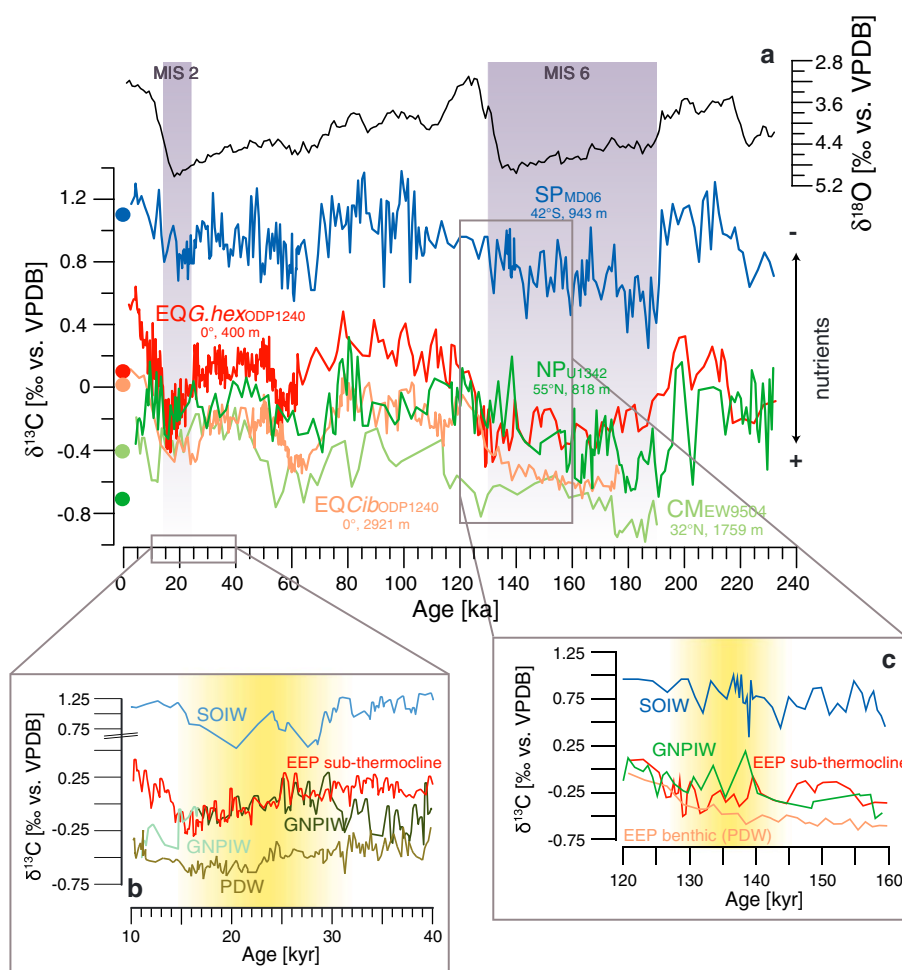 a
MIS 2
MIS 6
2.8
3.6
4.4
5.2
δ18O [‰ vs. VPDB]
1.2
0.8
0.4
0
-0.4
-0.8
δ13C [‰ vs. VPDB]
SPMD06
42°S, 943 m
EQG.hexODP1240
0°, 400 m
NPU1342
55°N, 818 m
EQCibODP1240
0°, 2921 m
CMEW9504
32°N, 1759 m
-
nutrients
+
0 20 40 60 80 100 120 140 160 180 200 220 240
Age [ka]
b
1.25
0.75
0.25
-0.25
-0.75
δ13C [‰ vs. VPDB]
SOIW
EEP sub-thermocline
GNPIW
GNPIW
PDW
10 20 30 40
Age [kyr]
c
1.25
0.75
0.25
-0.25
-0.75
δ13C [‰ vs. VPDB]
SOIW
GNPIW
EEP sub-thermocline
EEP benthic (PDW)
120 130 140 150 160
Age [kyr]